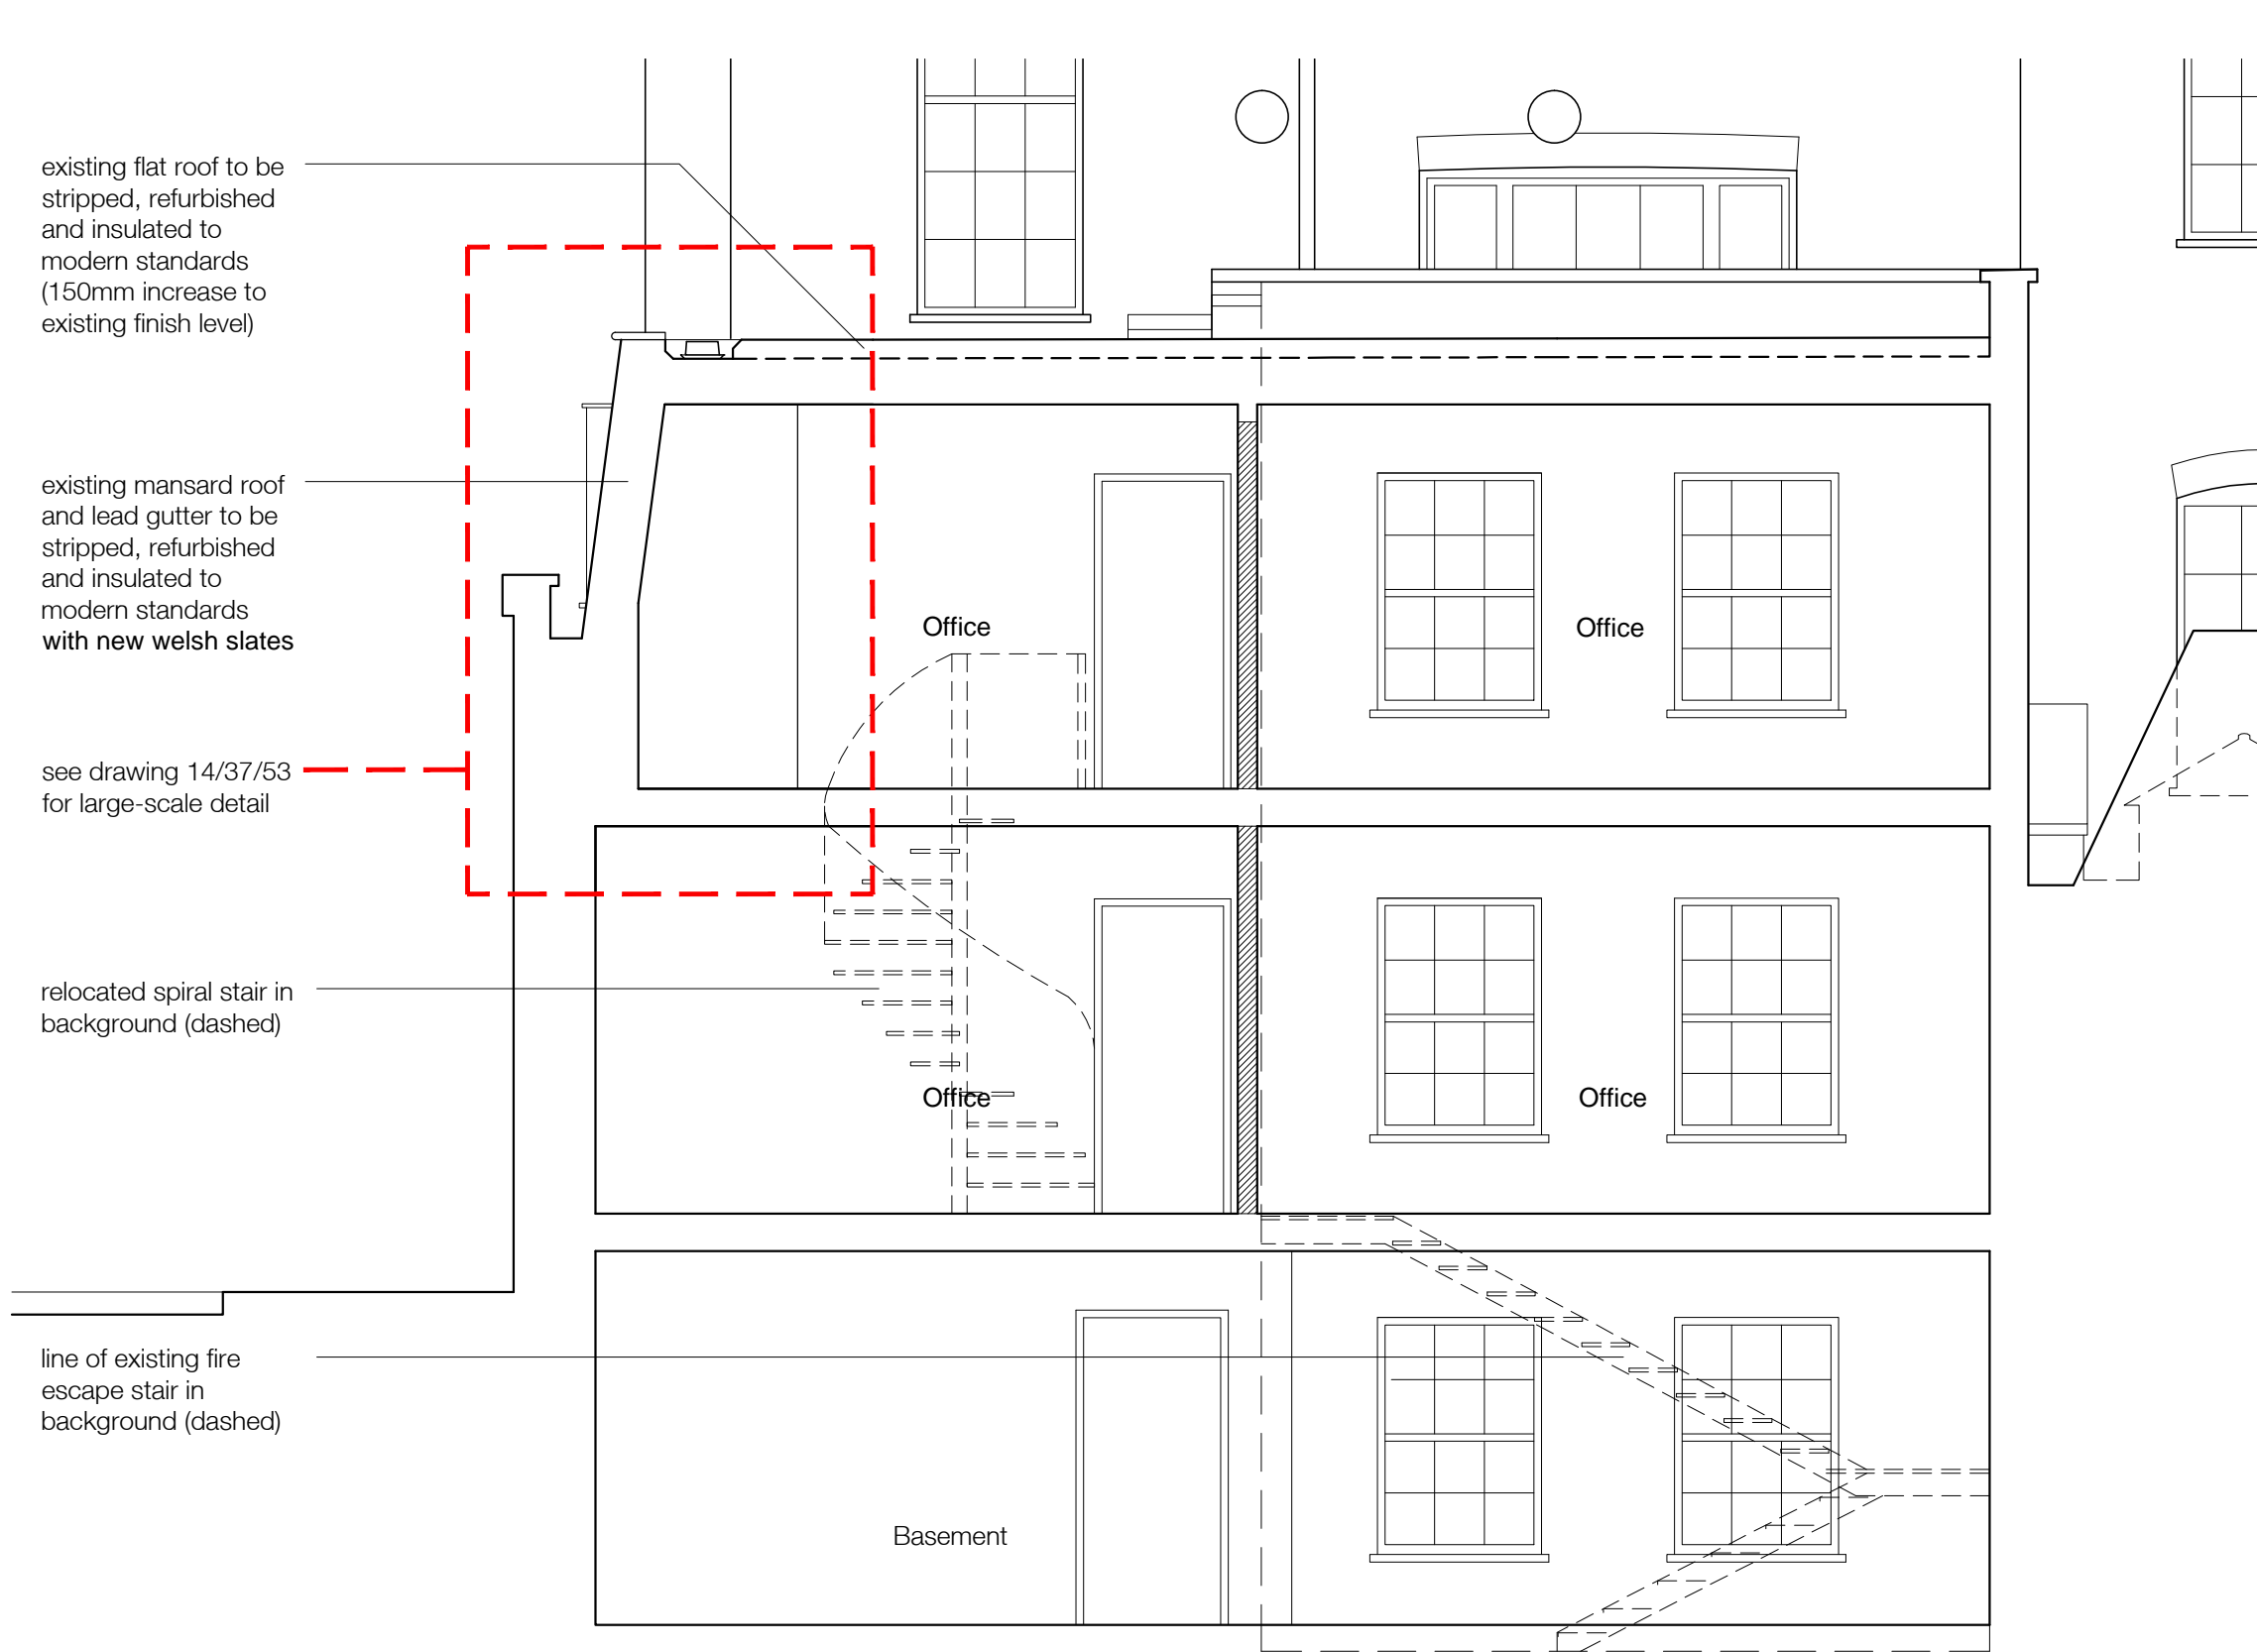 existing flat roof to be
stripped, refurbished
and insulated to
modern standards
(150mm increase to
existing finish level)
existing mansard roof
and lead gutter to be
stripped, refurbished
and insulated to
modern standards
with new welsh slates
Office
Office
see drawing 14/37/53
for large-scale detail
relocated spiral stair in
background (dashed)
Office
Office
line of existing fire
escape stair in
background (dashed)
Basement